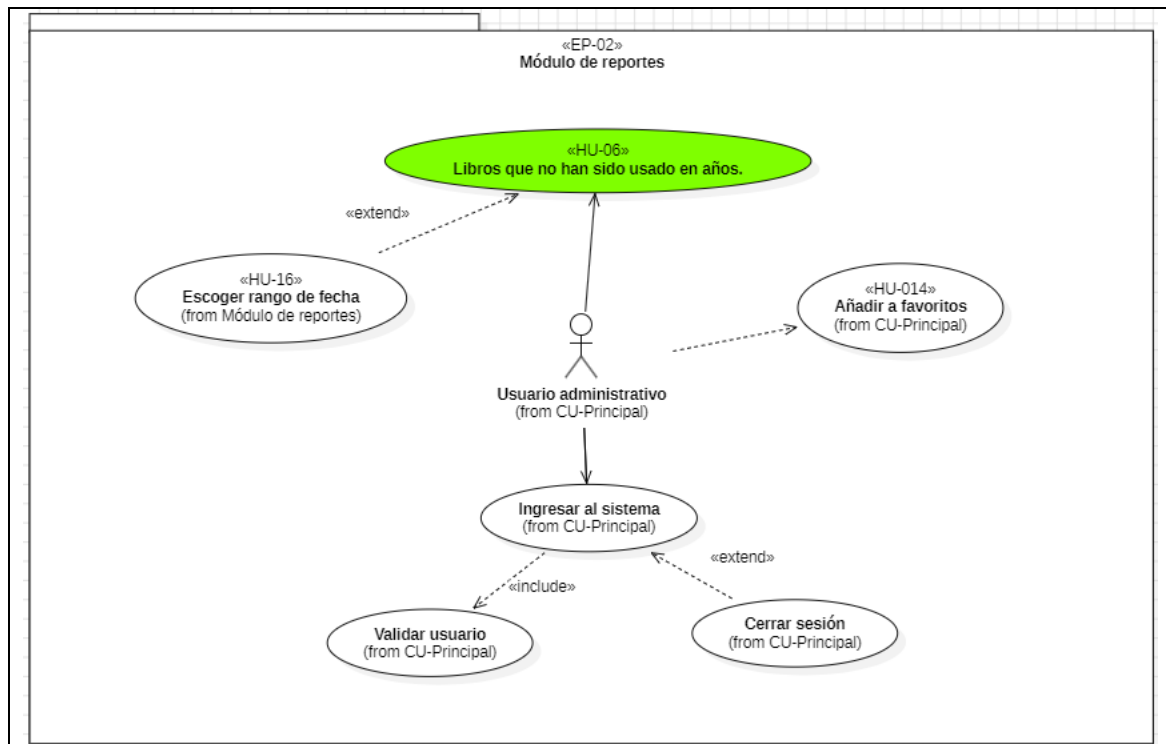 «EP-02»
Módulo de reportes
«HU-06»
Libros que no han sido usado en años.
«extend»
«HU-16»
Escoger rango de fecha
(from Módulo de reportes)
«HU-014»
Añadir a favoritos
(from CU-Principal)
Usuario administrativo
(from CU-Principal)
Ingresar al sistema
(from CU-Principal)
«extend»
«include»
Validar usuario
(from CU-Principal)
Cerrar sesión
(from CU-Principal)